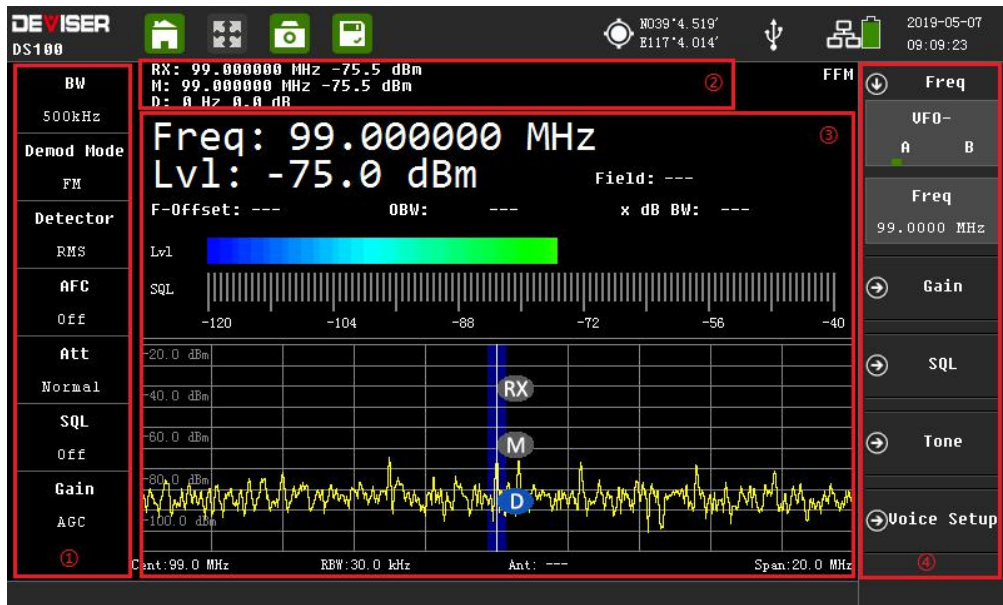 DEVISER
DS100
N039°4.519′
E117°4.014′
2019-05-07
09:09:23
BW
500kHz
Demod Mode
FM
Detector
RMS
AFC
Off
Att
Normal
SQL
Off
Gain
AGC
①
RX: 99.000000 MHz -75.5 dBm
M: 99.000000 MHz -75.5 dBm
D: 0 Hz 0.0 dB
②
FFM
Freq: 99.000000 MHz
③
Lvl: -75.0 dBm
Field: ---
F-Offset: --- OBW: --- x dB BW: ---
Lvl
SQL
-120 -104 -88 -72 -56 -40
-20.0 dBm
-40.0 dBm
RX
-60.0 dBm
M
-80.0 dBm
D
-100.0 dBm
Cent:99.0 MHz RBW:30.0 kHz Ant: --- Span:20.0 MHz
Freq
VFO-
A B
Freq
99.0000 MHz
Gain
SQL
Tone
Voice Setup
④